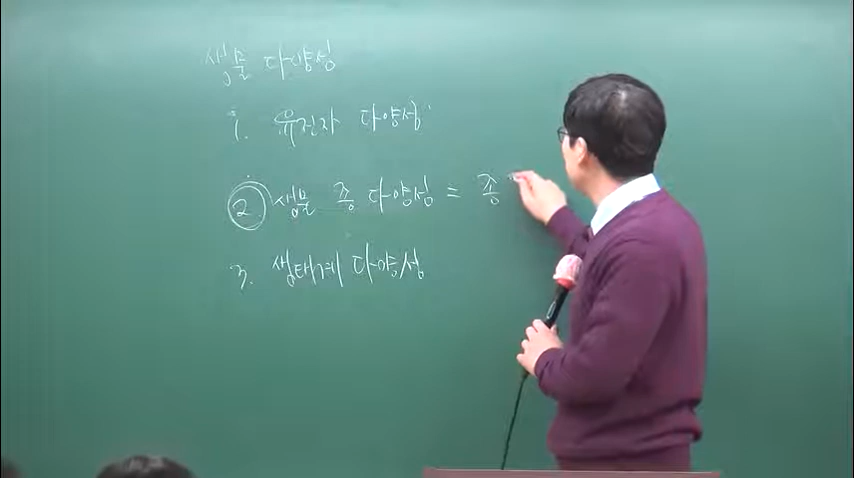 생물 다양성
1. 유전자 다양성
2. 생물 종 다양성 = 종
3. 생태계 다양성